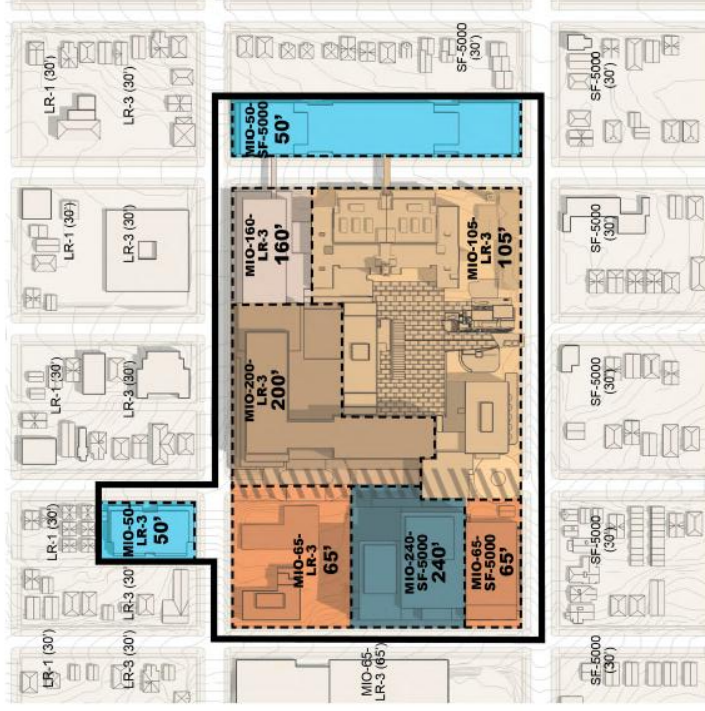 LR-1 (30')
LR-3 (30')
SF-5000
(30')
SF-5000
(30')
MIO-50-
SF-5000
50'
LR-1 (30')
LR-3 (30')
MIO-160-
LR-3
160'
MIO-105-
LR-3
105'
SF-5000
(30')
LR-1 (30')
LR-3 (30')
MIO-200-
LR-3
200'
SF-5000
(30')
LR-1 (30')
MIO-50-
LR-3
50'
LR-3 (30')
MIO-65-
LR-3
65'
MIO-240-
SF-5000
240'
MIO-65-
SF-5000
65'
SF-5000
(30')
LR-1 (30')
LR-3 (30')
MIO-65-
LR-3 (65')
SF-5000
(30')